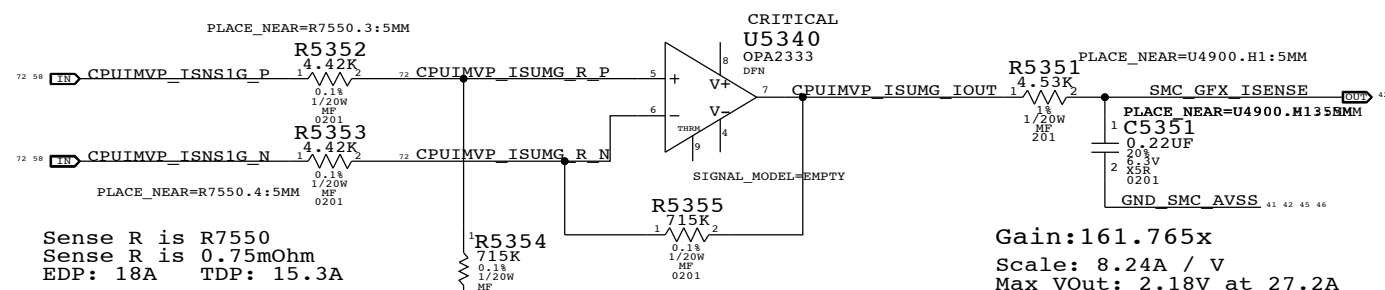 CRITICAL
PLACE_NEAR=R7550.3:5MM
U5340
R5352
OPA2333
PLACE_NEAR=U4900.H1:5MM
4.42K
8
DFN
R5351
72 58 IN CPUIMVP_ISNS1G_P 1 2 72 CPUIMVP_ISUMG_R_P 5 + V+
4.53K
0.1%
7 CPUIMVP_ISUMG_IOUT 1 2 SMC_GFX_ISENSE OUT
1/20W
MF
0201
6 - V-
1%
1/20W
MF
201
THRM
4
9
1 C5351
0.22UF
20%
6.3V
X5R
2 0201
R5353
4.42K
72 58 IN CPUIMVP_ISNS1G_N 1 2 72 CPUIMVP_ISUMG_R_N
0.1%
1/20W
MF
0201
SIGNAL_MODEL=EMPTY
PLACE_NEAR=R7550.4:5MM
GND_SMC_AVSS 41 42 45 46
R5355
715K
1 2
0.1%
1/20W
MF
0201
Sense R is R7550
Sense R is 0.75mOhm
EDP: 18A TDP: 15.3A
1 R5354
715K
0.1%
1/20W
MF
Gain:161.765x
Scale: 8.24A / V
Max VOut: 2.18V at 27.2A